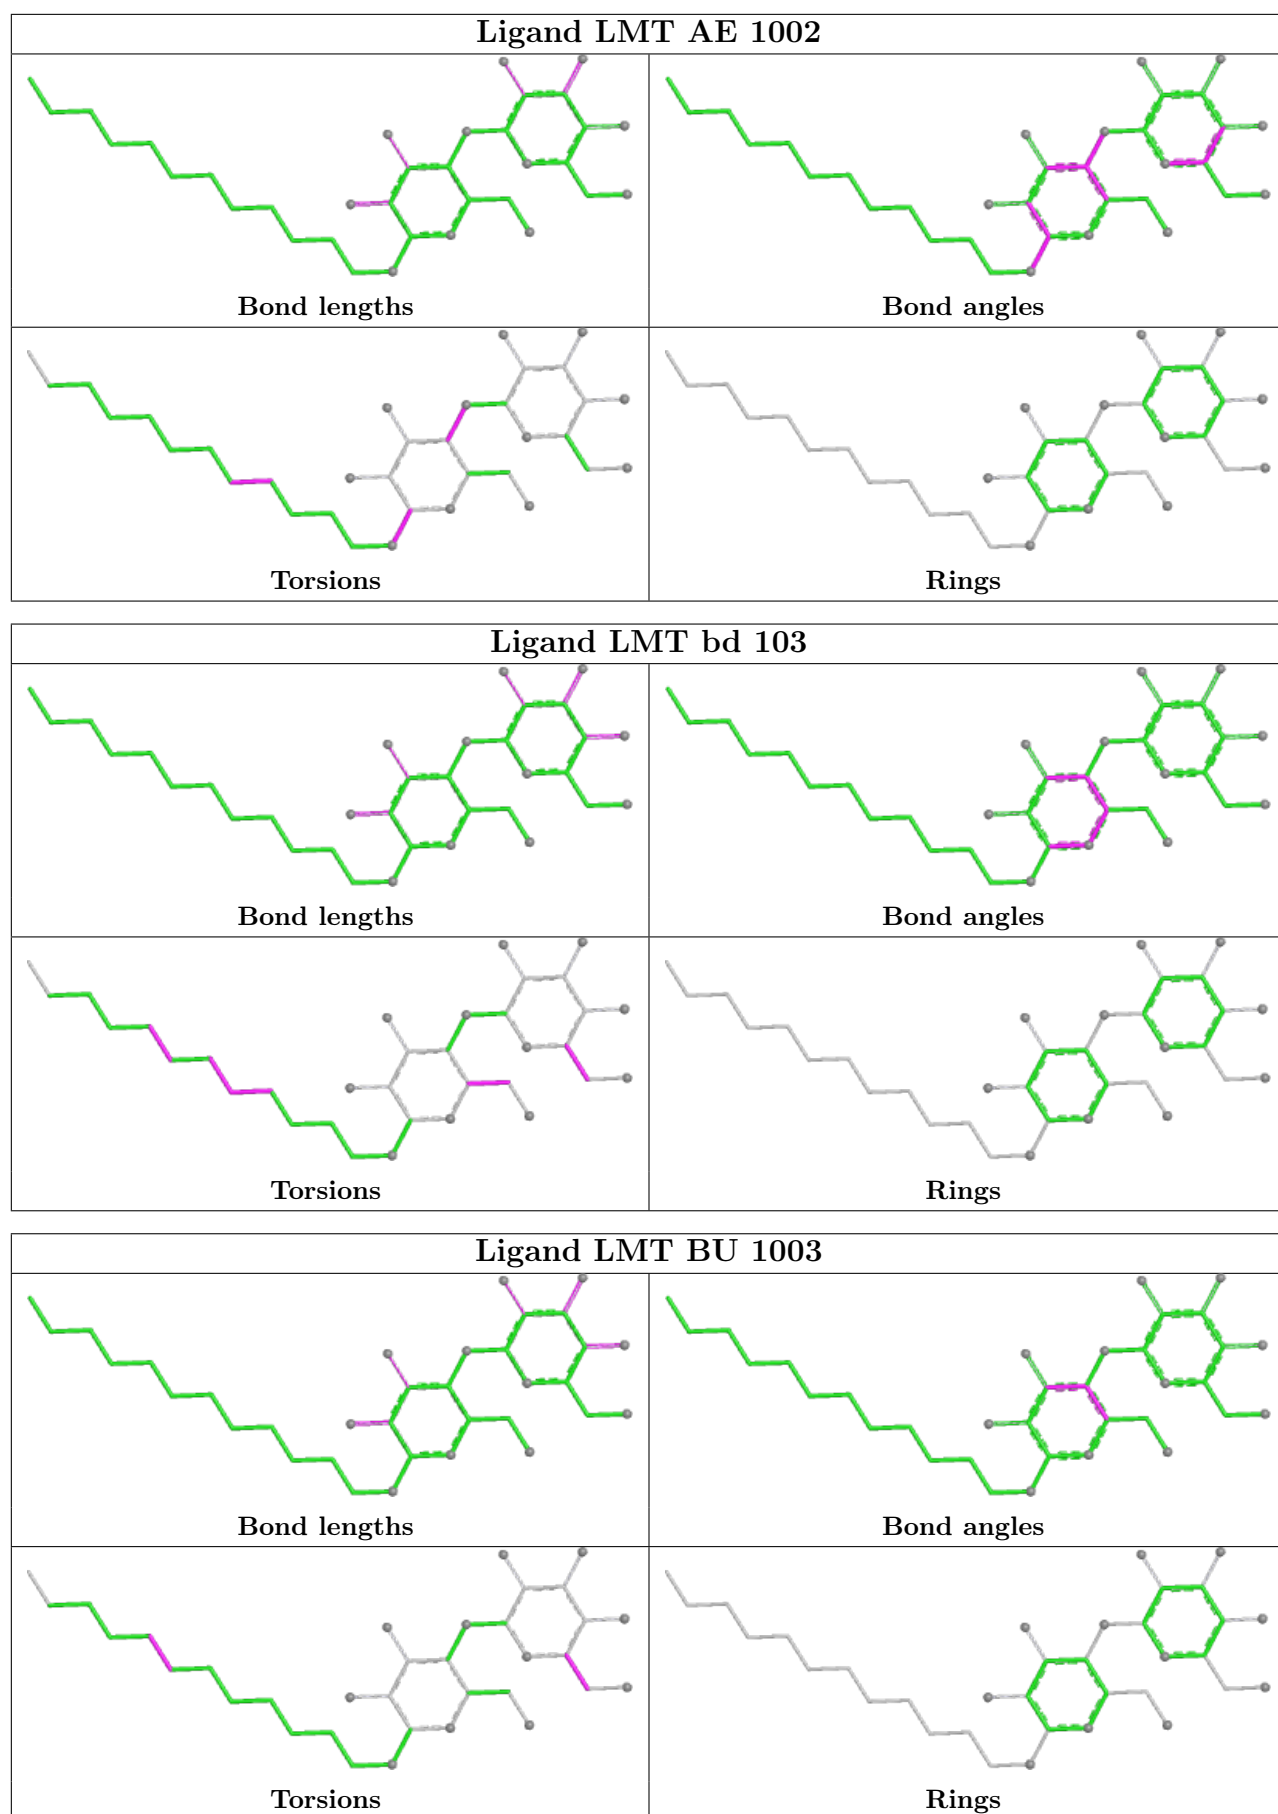 Ligand LMT AE 1002
Bond lengths
Bond angles
Torsions
Rings
Ligand LMT bd 103
Bond lengths
Bond angles
Torsions
Rings
Ligand LMT BU 1003
Bond lengths
Bond angles
Torsions
Rings